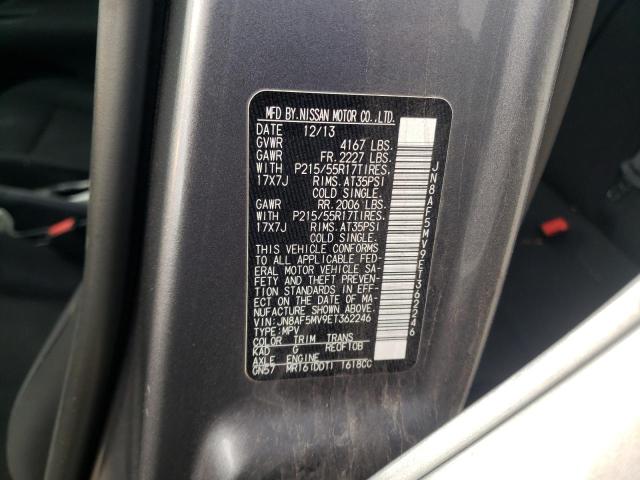 MFD BY.NISSAN MOTOR CO.,LTD.
DATE 12/13
GVWR 4167 LBS.
GAWR FR. 2227 LBS.
WITH P215/55R17TIRES.
17X7J RIMS. AT35PSI
COLD SINGLE.
GAWR RR. 2006 LBS.
WITH P215/55R17TIRES.
17X7J RIMS. AT35PSI
COLD SINGLE.
THIS VEHICLE CONFORMS
TO ALL APPLICABLE FED-
ERAL MOTOR VEHICLE SA-
FETY AND THEFT PREVEN-
TION STANDARDS IN EFF-
ECT ON THE DATE OF MA-
NUFACTURE SHOWN ABOVE.
VIN: JN8AF5MV9ET362246
TYPE: MPV
COLOR TRIM TRANS
KAD G RE0F10B
AXLE ENGINE
GN57 MR16(DDT) 1618CC
JN8AF5MV9ET362246